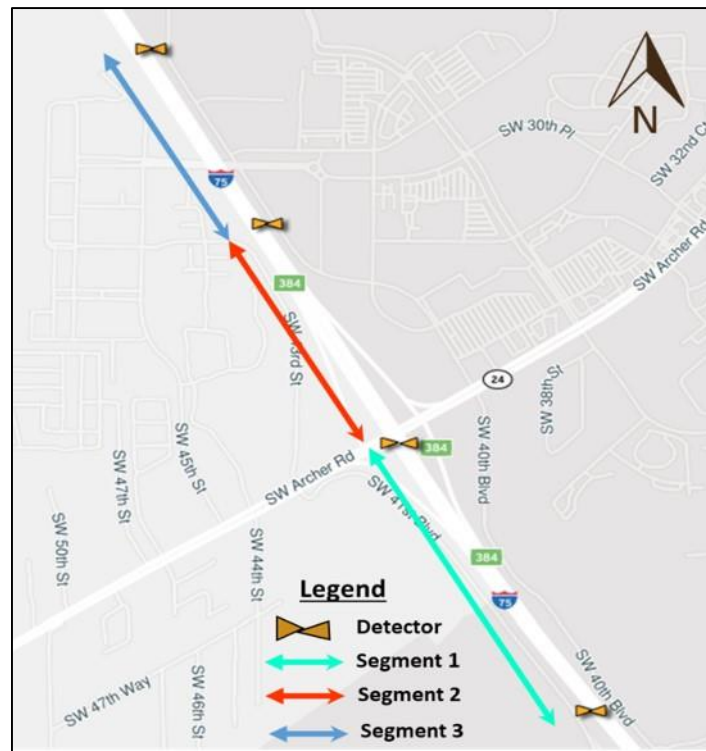 SW 30th Pl
SW 32nd Ct
N
75
SW Archer Rd
384
SW 43rd St
24
SW 38th St
SW 40th Blvd
384
SW Archer Rd
SW 45th St
SW 47th St
SW 41st Blvd
SW 50th St
SW 44th St
384
Legend
75
Detector
Segment 1
SW 40th Blvd
SW 47th Way
SW 46th St
Segment 2
Segment 3